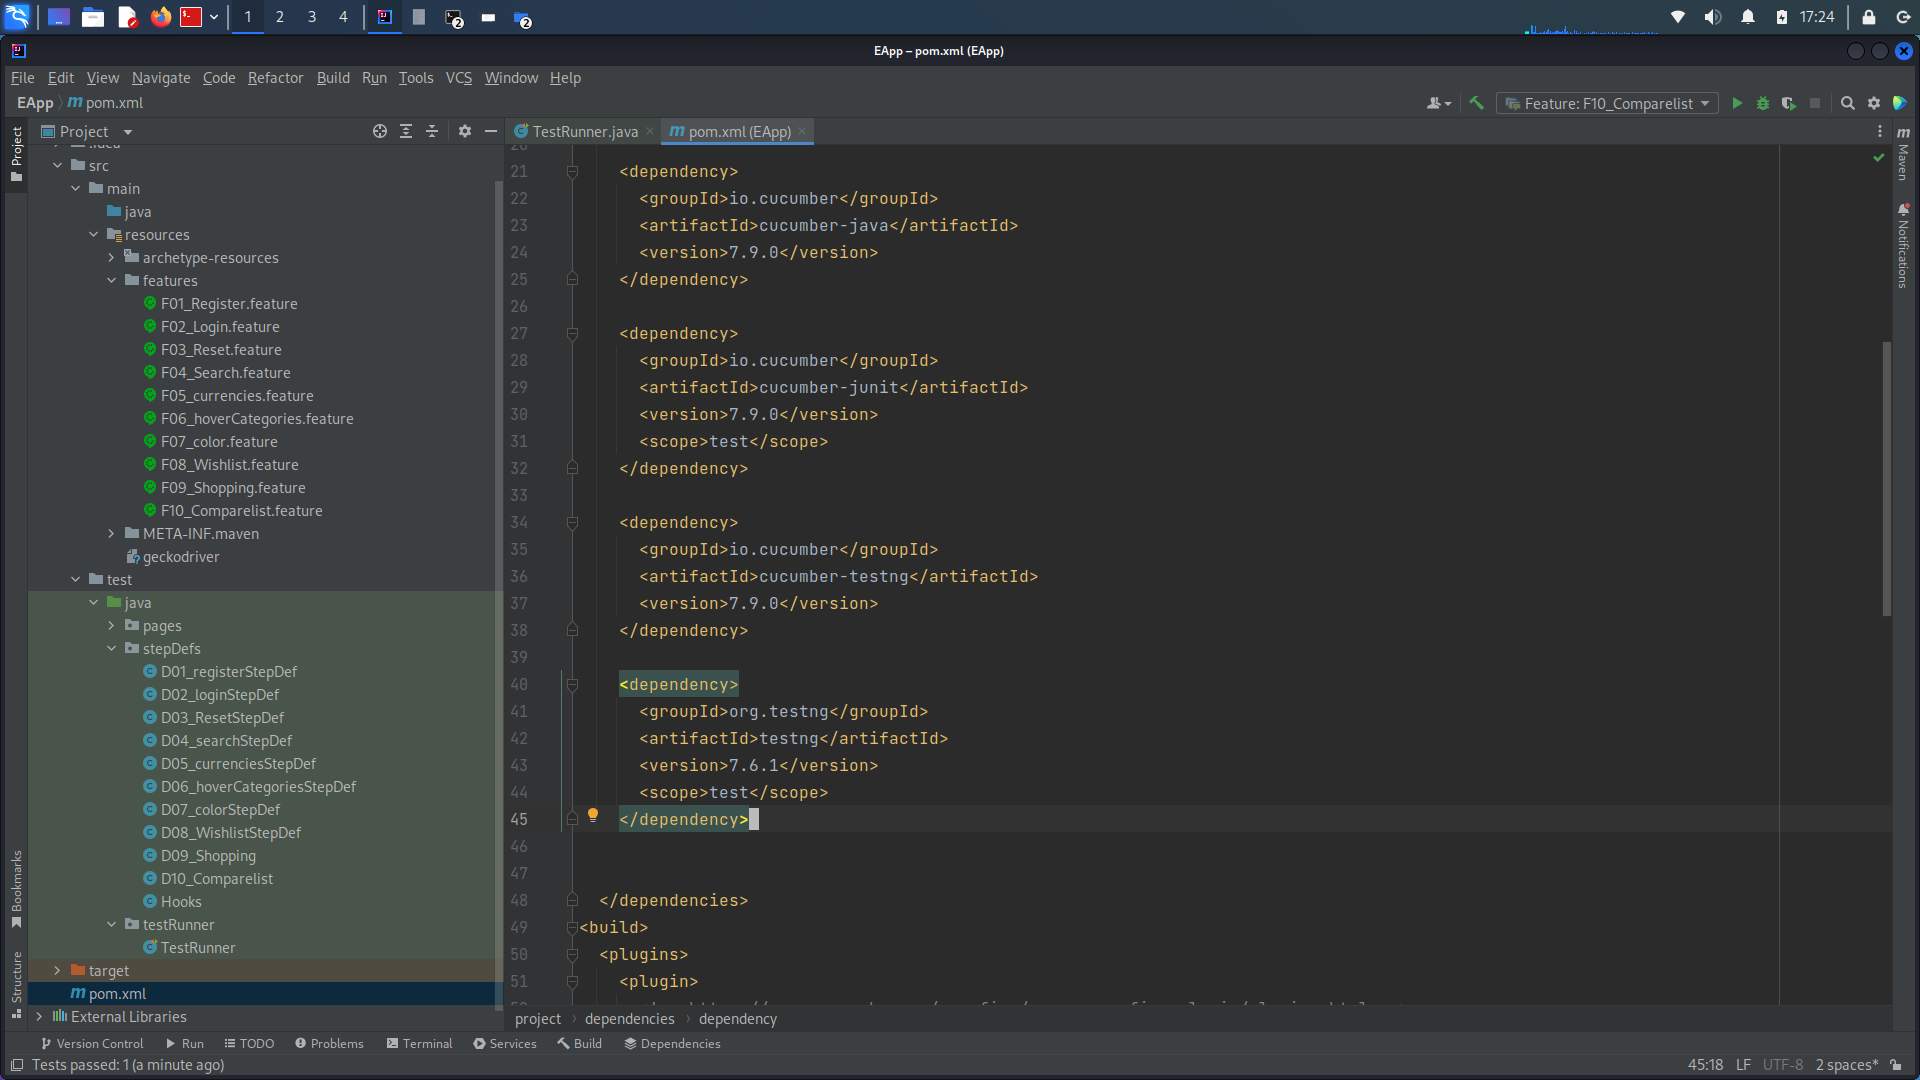 1 2 3 4
2
2
17:24
EApp – pom.xml (EApp)
File Edit View Navigate Code Refactor Build Run Tools VCS Window Help
EApp pom.xml
Feature: F10_Comparelist
Project
TestRunner.java
pom.xml (EApp)
src
main
java
resources
archetype-resources
features
F01_Register.feature
F02_Login.feature
F03_Reset.feature
F04_Search.feature
F05_currencies.feature
F06_hoverCategories.feature
F07_color.feature
F08_Wishlist.feature
F09_Shopping.feature
F10_Comparelist.feature
META-INF.maven
geckodriver
test
java
pages
stepDefs
D01_registerStepDef
D02_loginStepDef
D03_ResetStepDef
D04_searchStepDef
D05_currenciesStepDef
D06_hoverCategoriesStepDef
D07_colorStepDef
D08_WishlistStepDef
D09_Shopping
D10_Comparelist
Hooks
testRunner
TestRunner
target
pom.xml
External Libraries
Project
Bookmarks
Structure
21 <dependency>
22 <groupId>io.cucumber</groupId>
23 <artifactId>cucumber-java</artifactId>
24 <version>7.9.0</version>
25 </dependency>
26
27 <dependency>
28 <groupId>io.cucumber</groupId>
29 <artifactId>cucumber-junit</artifactId>
30 <version>7.9.0</version>
31 <scope>test</scope>
32 </dependency>
33
34 <dependency>
35 <groupId>io.cucumber</groupId>
36 <artifactId>cucumber-testng</artifactId>
37 <version>7.9.0</version>
38 </dependency>
39
40 <dependency>
41 <groupId>org.testng</groupId>
42 <artifactId>testng</artifactId>
43 <version>7.6.1</version>
44 <scope>test</scope>
45 </dependency>
46
47
48 </dependencies>
49 <build>
50 <plugins>
51 <plugin>
Maven
Notifications
project dependencies dependency
Version Control Run TODO Problems Terminal Services Build Dependencies
Tests passed: 1 (a minute ago)
45:18 LF UTF-8 2 spaces*